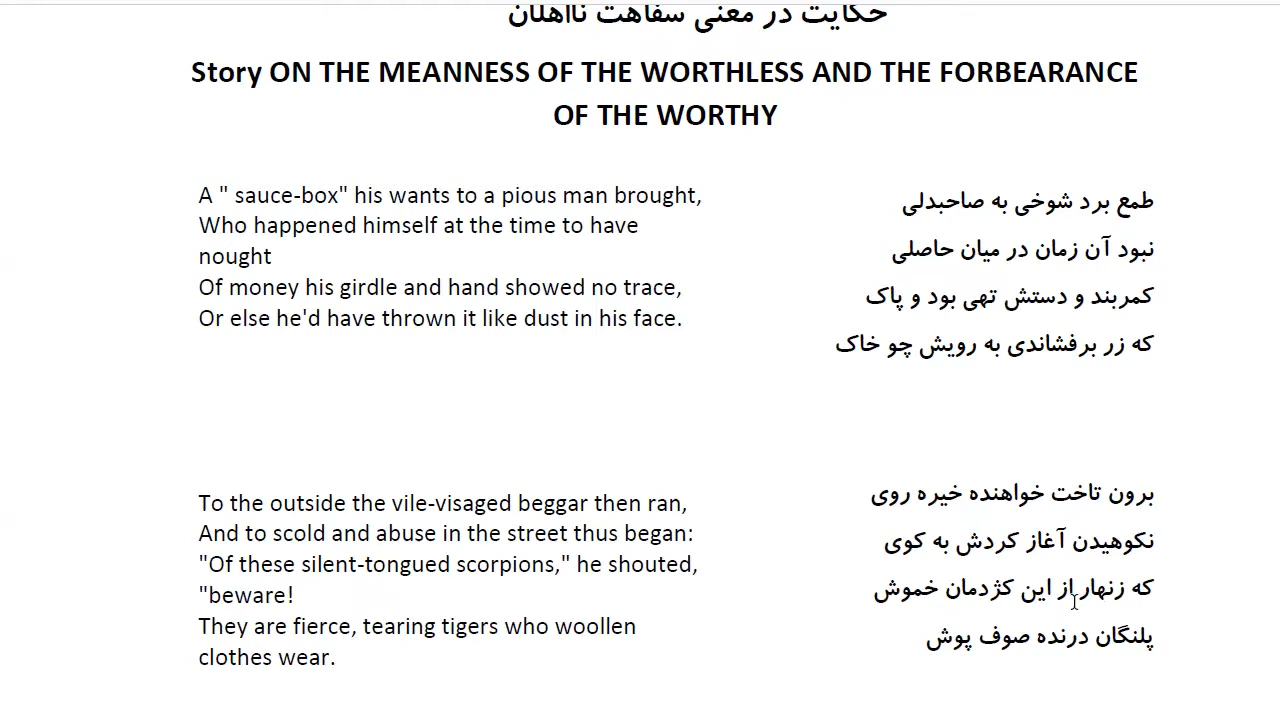 حکایت در معنی سفاهت نااهلان
Story ON THE MEANNESS OF THE WORTHLESS AND THE FORBEARANCE
OF THE WORTHY
A " sauce-box" his wants to a pious man brought,
Who happened himself at the time to have
nought
Of money his girdle and hand showed no trace,
Or else he'd have thrown it like dust in his face.
طمع برد شوخی به صاحبدلی
نبود آن زمان در میان حاصلی
کمربند و دستش تهی بود و پاک
که زر برفشاندی به رویش چو خاک
To the outside the vile-visaged beggar then ran,
And to scold and abuse in the street thus began:
"Of these silent-tongued scorpions," he shouted,
"beware!
They are fierce, tearing tigers who woollen
clothes wear.
برون تاخت خواهنده خیره روی
نکوهیدن آغاز کردش به کوی
که زنهار از این کژدمان خموش
پلنگان درنده صوف پوش